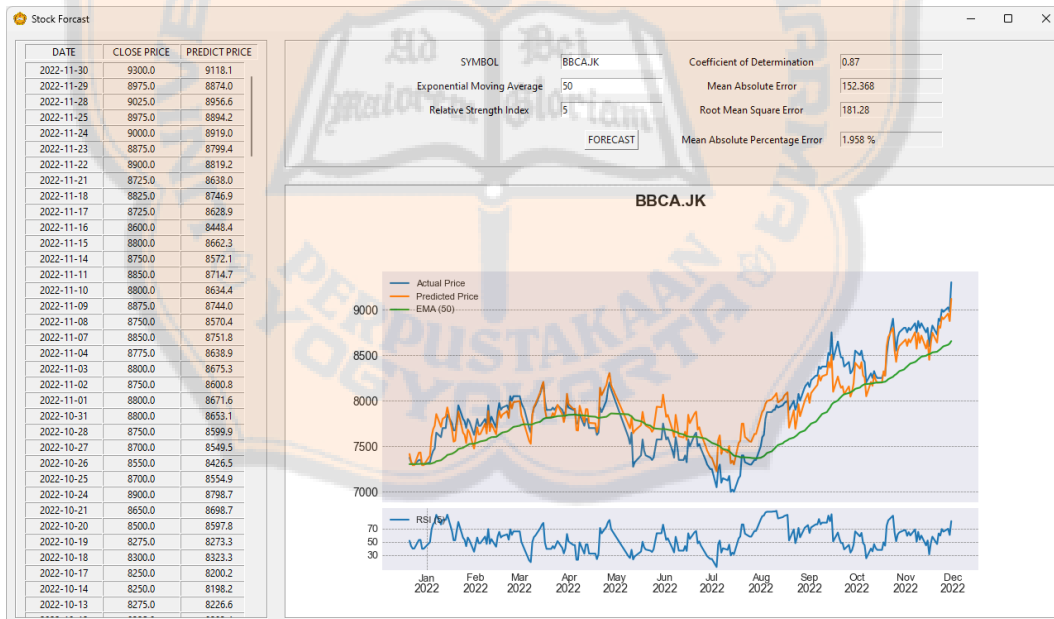 Stock Forcast
DATE CLOSE PRICE PREDICT PRICE
2022-11-30 9300.0 9118.1
2022-11-29 8975.0 8874.0
2022-11-28 9025.0 8956.6
2022-11-25 8975.0 8894.2
2022-11-24 9000.0 8919.0
2022-11-23 8875.0 8799.4
2022-11-22 8900.0 8819.2
2022-11-21 8725.0 8638.0
2022-11-18 8825.0 8746.9
2022-11-17 8725.0 8628.9
2022-11-16 8600.0 8448.4
2022-11-15 8800.0 8662.3
2022-11-14 8750.0 8572.1
2022-11-11 8850.0 8714.7
2022-11-10 8800.0 8634.4
2022-11-09 8875.0 8744.0
2022-11-08 8750.0 8570.4
2022-11-07 8850.0 8751.8
2022-11-04 8775.0 8638.9
2022-11-03 8800.0 8675.3
2022-11-02 8750.0 8600.8
2022-11-01 8800.0 8671.6
2022-10-31 8800.0 8653.1
2022-10-28 8750.0 8599.9
2022-10-27 8700.0 8549.5
2022-10-26 8550.0 8426.5
2022-10-25 8700.0 8554.9
2022-10-24 8900.0 8798.7
2022-10-21 8650.0 8698.7
2022-10-20 8500.0 8597.8
2022-10-19 8275.0 8273.3
2022-10-18 8300.0 8323.3
2022-10-17 8250.0 8200.2
2022-10-14 8250.0 8198.2
2022-10-13 8275.0 8226.6
SYMBOL BBCA.JK Coefficient of Determination 0.87
Exponential Moving Average 50 Mean Absolute Error 152.368
Relative Strength Index 5 Root Mean Square Error 181.28
FORECAST Mean Absolute Percentage Error 1.958 %
BBCA.JK
Actual Price
Predicted Price
EMA (50)
9000
8500
8000
7500
7000
RSI (5)
70
50
30
Jan Feb Mar Apr May Jun Jul Aug Sep Oct Nov Dec
2022 2022 2022 2022 2022 2022 2022 2022 2022 2022 2022 2022
Ad Dei
Maiorem Gloriam
PERPUSTAKAAN
YOGYAKARTA